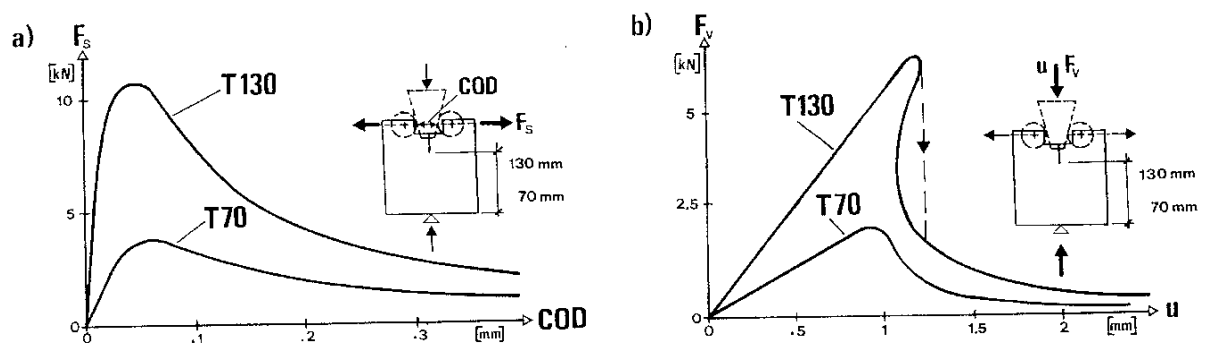 a)
F_S
[kN]
10
5
0
T130
T70
COD
F_S
130 mm
70 mm
.1
.2
.3
[mm]
COD
b)
F_V
[kN]
5
2.5
0
T130
T70
u
F_V
130 mm
70 mm
0
.5
1
1.5
2
[mm]
u